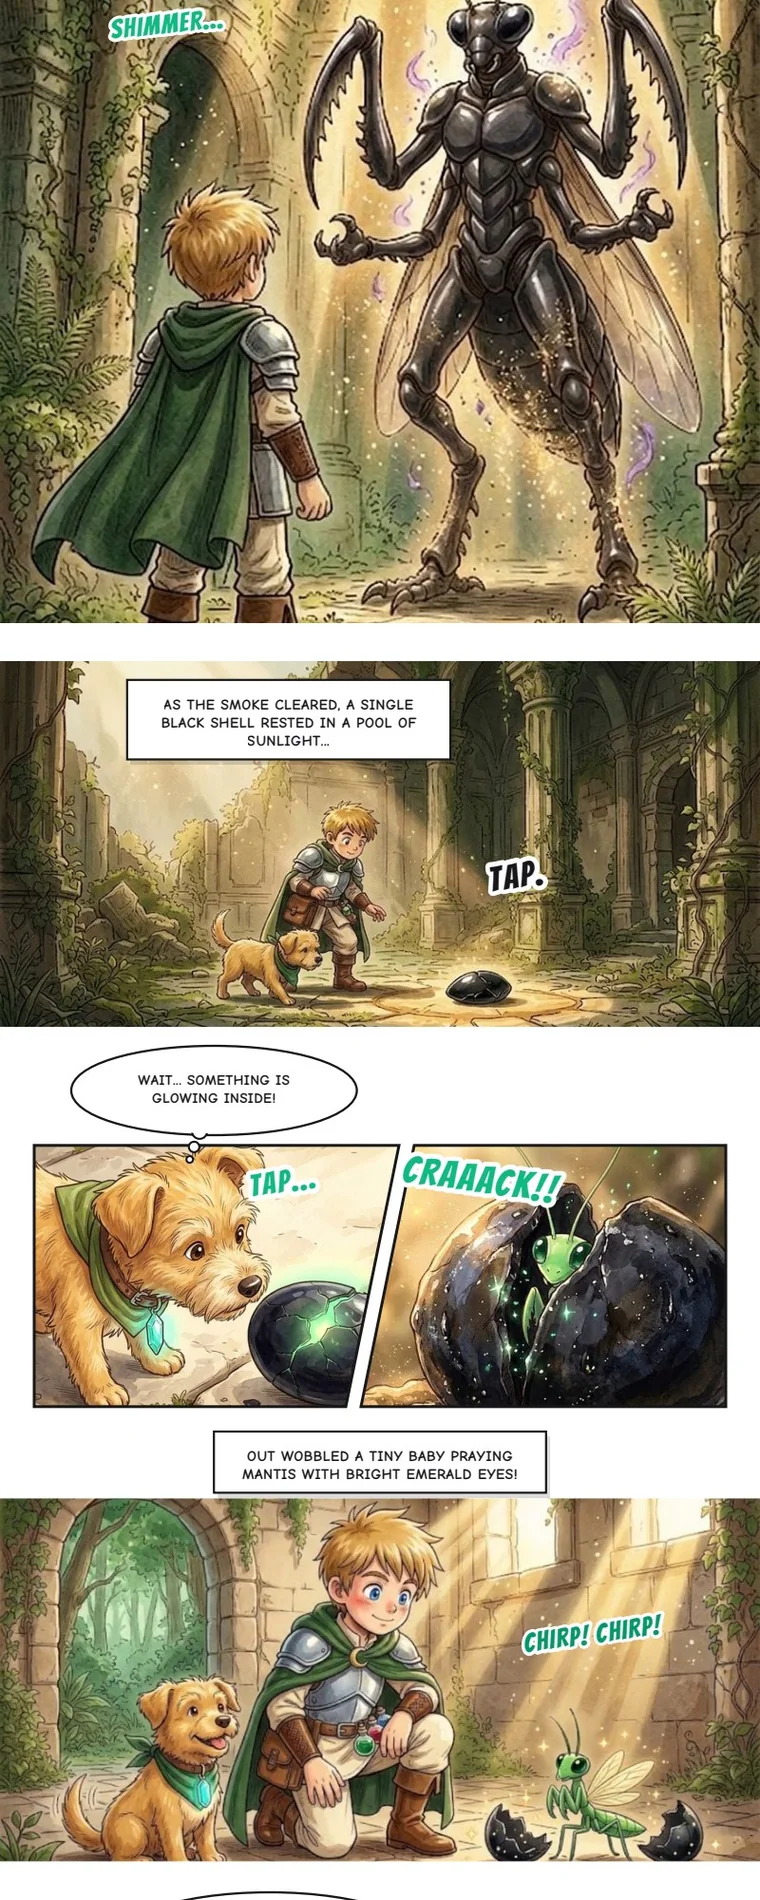 SHIMMER...
AS THE SMOKE CLEARED, A SINGLE
BLACK SHELL RESTED IN A POOL OF
SUNLIGHT...
TAP.
WAIT... SOMETHING IS
GLOWING INSIDE!
TAP...
CRAAACK!!
OUT WOBBLED A TINY BABY PRAYING
MANTIS WITH BRIGHT EMERALD EYES!
CHIRP! CHIRP!